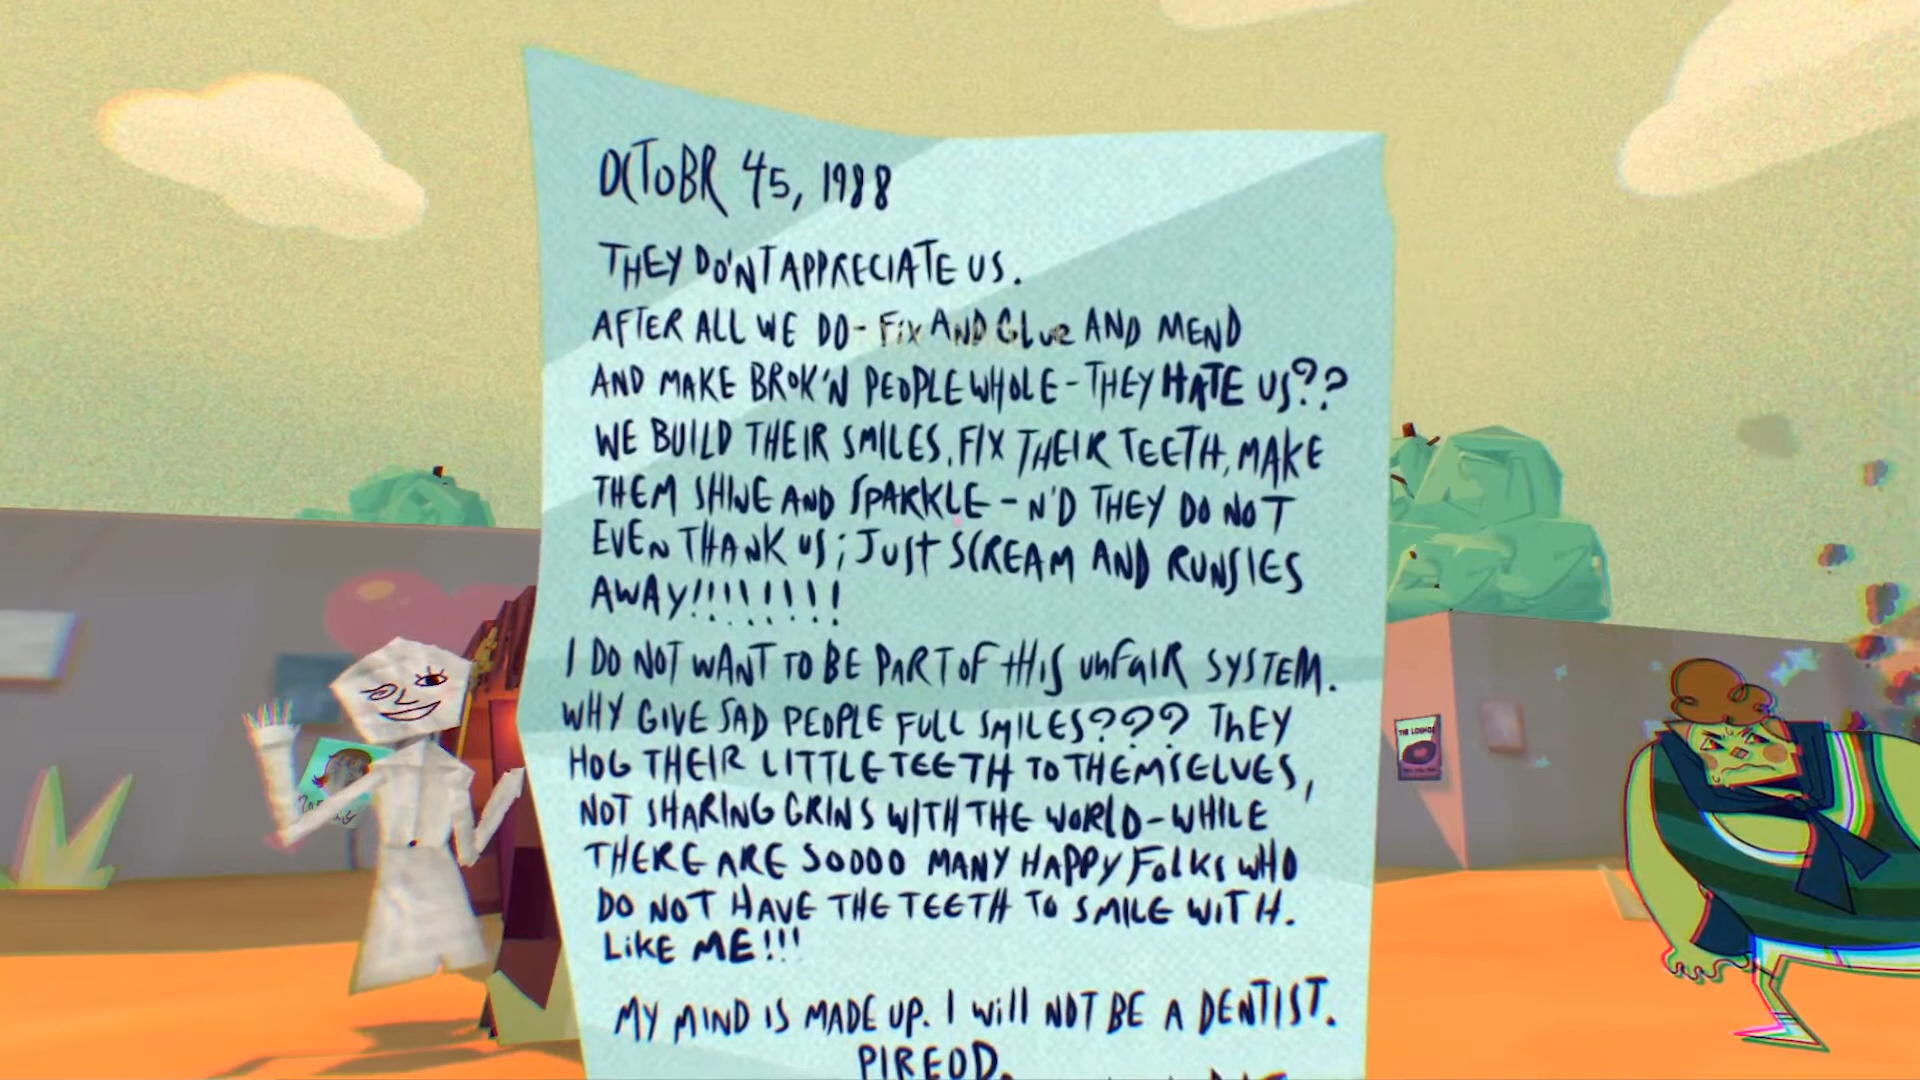 OCTOBR 45, 1988
THEY DO'NT APPRECIATE US.
AFTER ALL WE DO - FIX AND GLUE AND MEND
AND MAKE BROK'N PEOPLE WHOLE - THEY HATE US??
WE BUILD THEIR SMILES, FIX THEIR TEETH, MAKE
THEM SHINE AND SPARKLE - N'D THEY DO NOT
EVEN THANK US; JUST SCREAM AND RUNSIES
AWAY!!!!!!!!
I DO NOT WANT TO BE PART OF THIS UNFAIR SYSTEM.
WHY GIVE SAD PEOPLE FULL SMILES??? THEY
HOG THEIR LITTLE TEETH TO THEMSELVES,
NOT SHARING GRINS WITH THE WORLD - WHILE
THERE ARE SOOOO MANY HAPPY FOLKS WHO
DO NOT HAVE THE TEETH TO SMILE WITH.
LIKE ME!!!
MY MIND IS MADE UP. I WILL NOT BE A DENTIST.
PIREOD.
THE LOUNGE